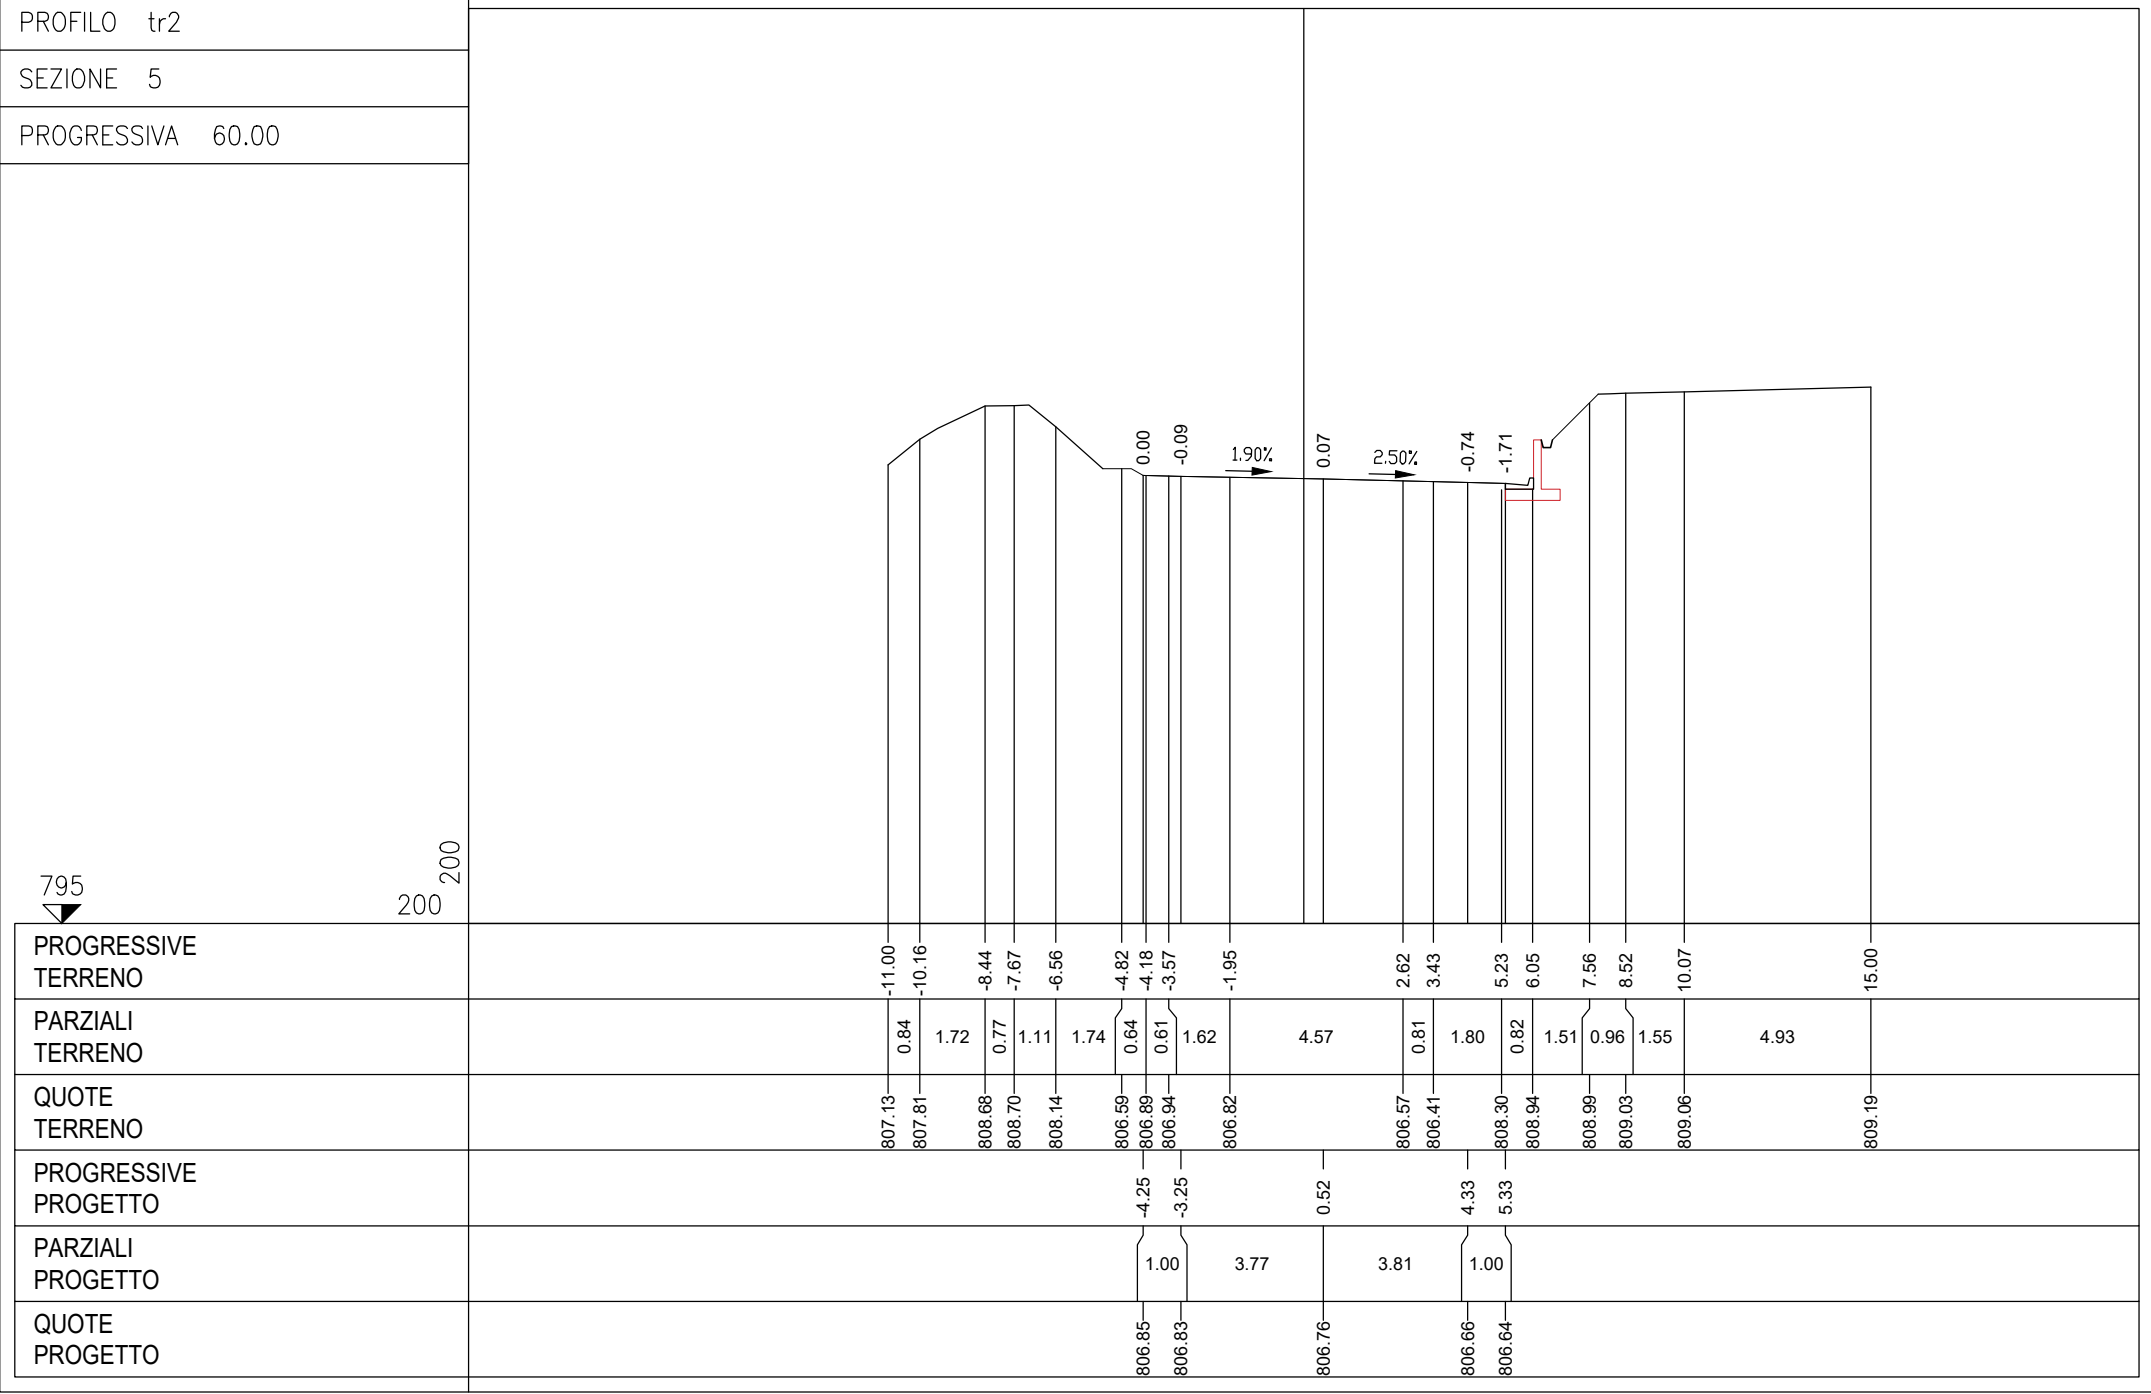 PROFILO tr2
SEZIONE 5
PROGRESSIVA 60.00
0.00 -0.09 1.90% 0.07 2.50% -0.74 -1.71
795
200
200
PROGRESSIVE
TERRENO
-11.00 -10.16 -8.44 -7.67 -6.56 -4.82 -4.18 -3.57 -1.95 2.62 3.43 5.23 6.05 7.56 8.52 10.07 15.00
PARZIALI
TERRENO
0.84 1.72 0.77 1.11 1.74 0.64 0.61 1.62 4.57 0.81 1.80 0.82 1.51 0.96 1.55 4.93
QUOTE
TERRENO
807.13 807.81 808.68 808.70 808.14 806.59 806.89 806.94 806.82 806.57 806.41 808.30 808.94 808.99 809.03 809.06 809.19
PROGRESSIVE
PROGETTO
-4.25 -3.25 0.52 4.33 5.33
PARZIALI
PROGETTO
1.00 3.77 3.81 1.00
QUOTE
PROGETTO
806.85 806.83 806.76 806.66 806.64